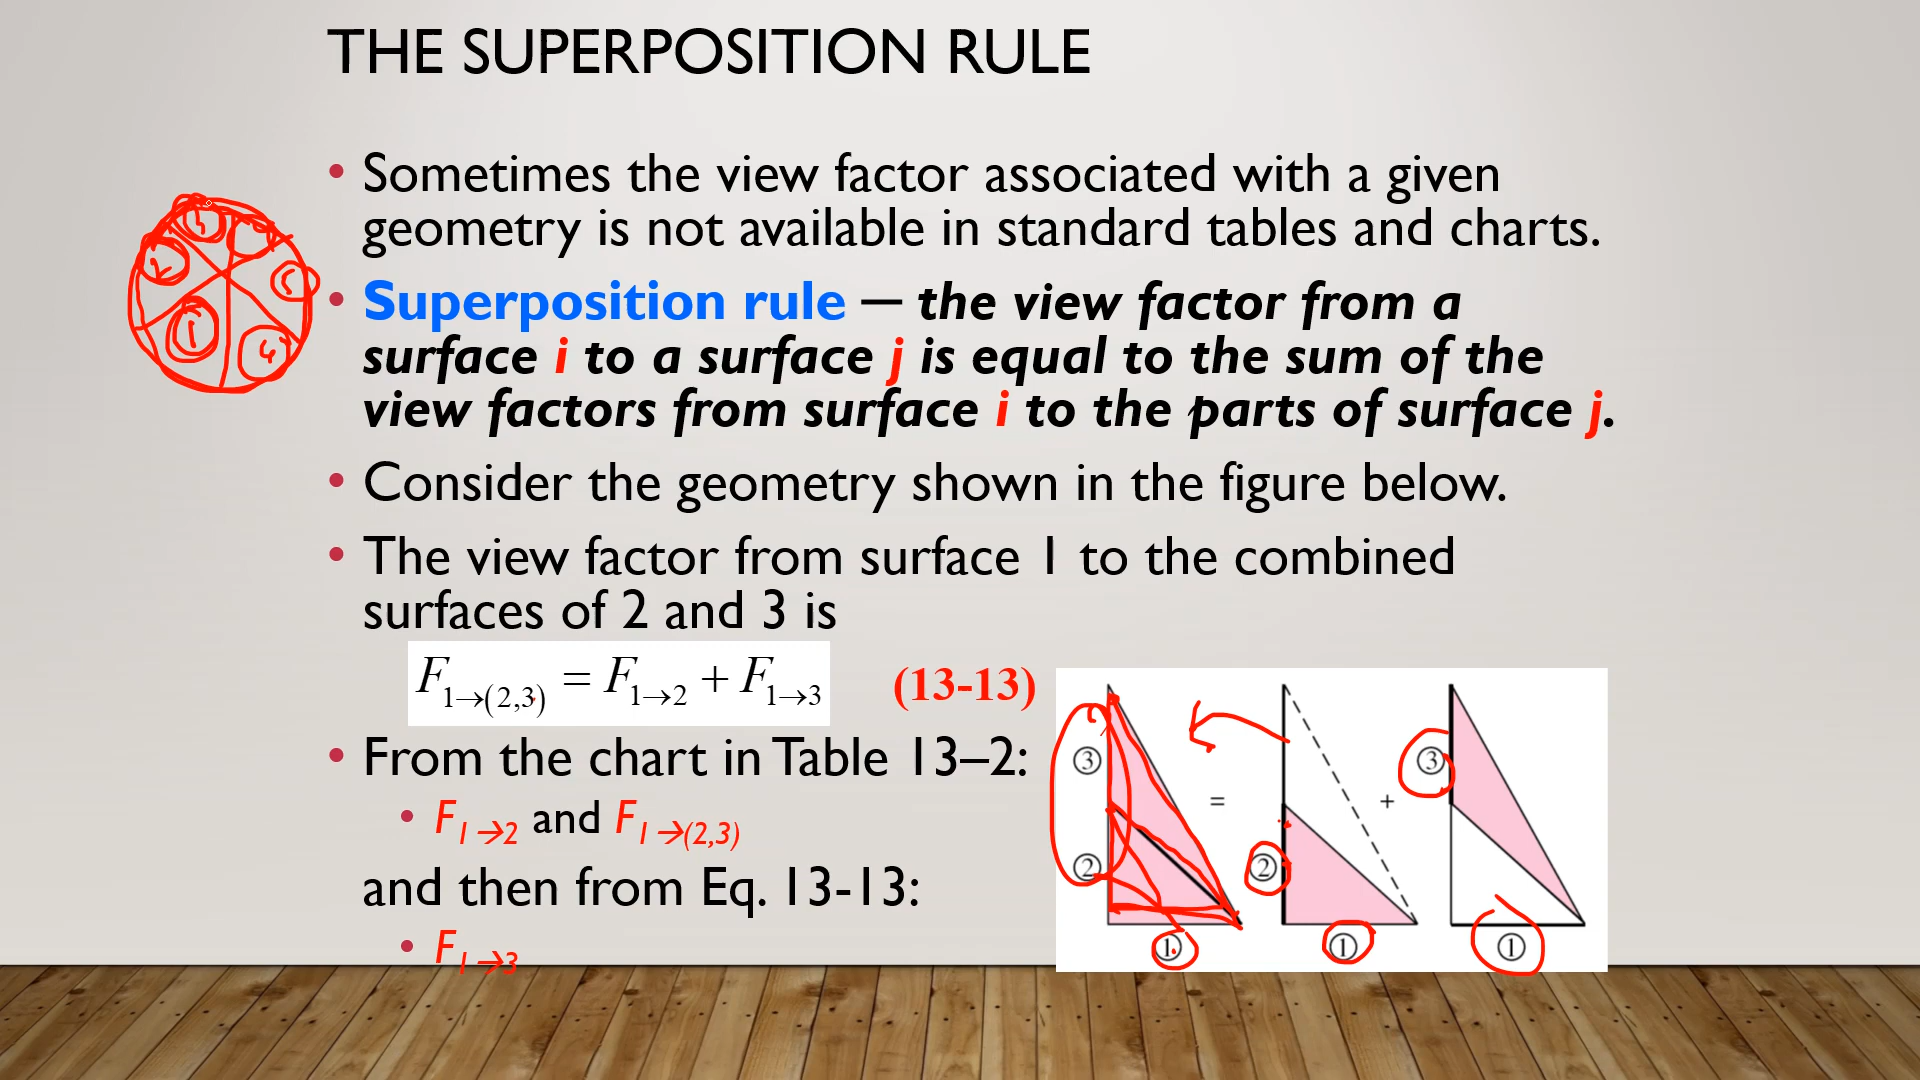 THE SUPERPOSITION RULE
• Sometimes the view factor associated with a given
geometry is not available in standard tables and charts.
• Superposition rule — the view factor from a
surface i to a surface j is equal to the sum of the
view factors from surface i to the parts of surface j.
• Consider the geometry shown in the figure below.
• The view factor from surface 1 to the combined
surfaces of 2 and 3 is
F1→(2,3) = F1→2 + F1→3 (13-13)
• From the chart in Table 13–2:
• F1→2 and F1→(2,3)
and then from Eq. 13-13:
• F1→3
③ ② ① = ② ① + ③ ①
1
4